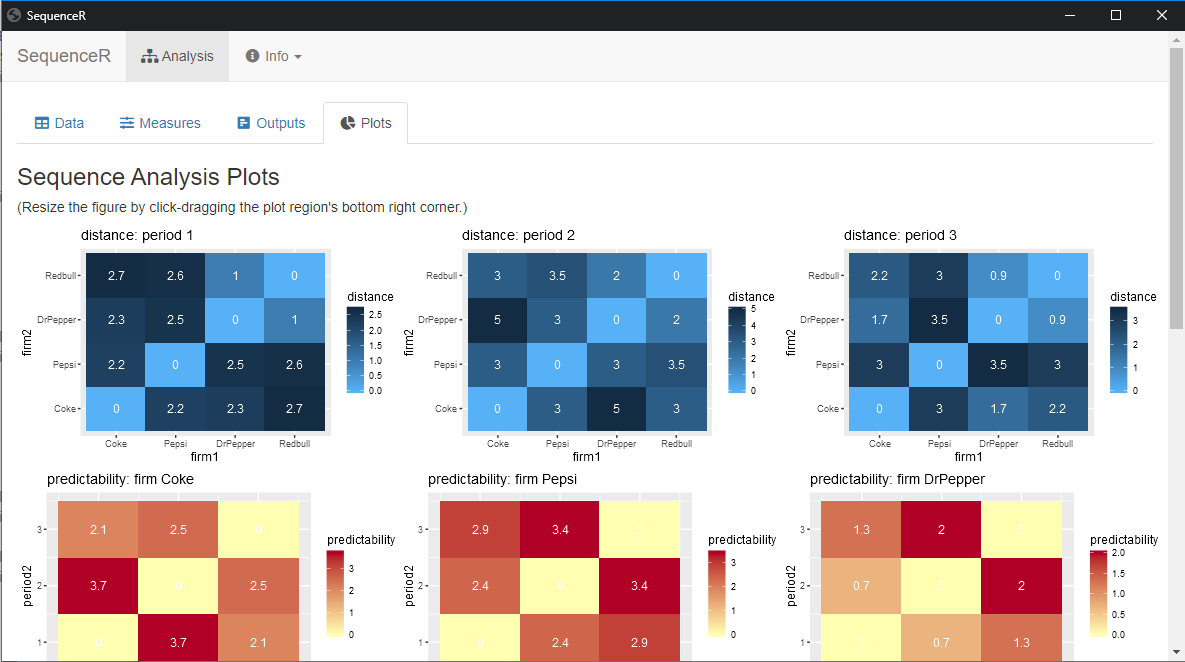 SequenceR
SequenceR Analysis Info
Data Measures Outputs Plots
Sequence Analysis Plots
(Resize the figure by click-dragging the plot region's bottom right corner.)
distance: period 1
Redbull 2.7 2.6 1 0
DrPepper 2.3 2.5 0 1
Pepsi 2.2 0 2.5 2.6
Coke 0 2.2 2.3 2.7
Coke Pepsi DrPepper Redbull
firm1
firm2
distance
2.5
2.0
1.5
1.0
0.5
0.0
distance: period 2
Redbull 3 3.5 2 0
DrPepper 5 3 0 2
Pepsi 3 0 3 3.5
Coke 0 3 5 3
Coke Pepsi DrPepper Redbull
firm1
firm2
distance
5
4
3
2
1
0
distance: period 3
Redbull 2.2 3 0.9 0
DrPepper 1.7 3.5 0 0.9
Pepsi 3 0 3.5 3
Coke 0 3 1.7 2.2
Coke Pepsi DrPepper Redbull
firm1
firm2
distance
3
2
1
0
predictability: firm Coke
3 2.1 2.5 0
2 3.7 0 2.5
1 0 3.7 2.1
period2
predictability
3
2
1
0
predictability: firm Pepsi
3 2.9 3.4 0
2 2.4 0 3.4
1 0 2.4 2.9
period2
predictability
3
2
1
0
predictability: firm DrPepper
3 1.3 2 0
2 0.7 0 2
1 0 0.7 1.3
period2
predictability
2.0
1.5
1.0
0.5
0.0